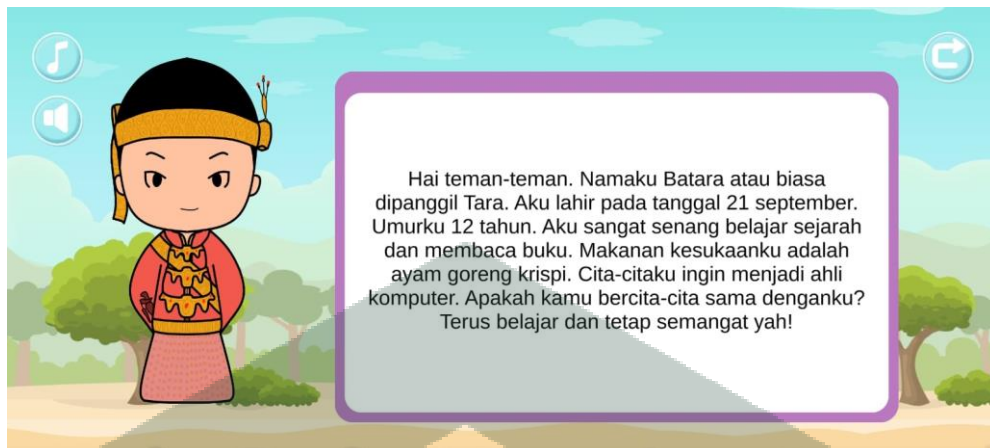 Hai teman-teman. Namaku Batara atau biasa
dipanggil Tara. Aku lahir pada tanggal 21 september.
Umurku 12 tahun. Aku sangat senang belajar sejarah
dan membaca buku. Makanan kesukaanku adalah
ayam goreng krispi. Cita-citaku ingin menjadi ahli
komputer. Apakah kamu bercita-cita sama denganku?
Terus belajar dan tetap semangat yah!